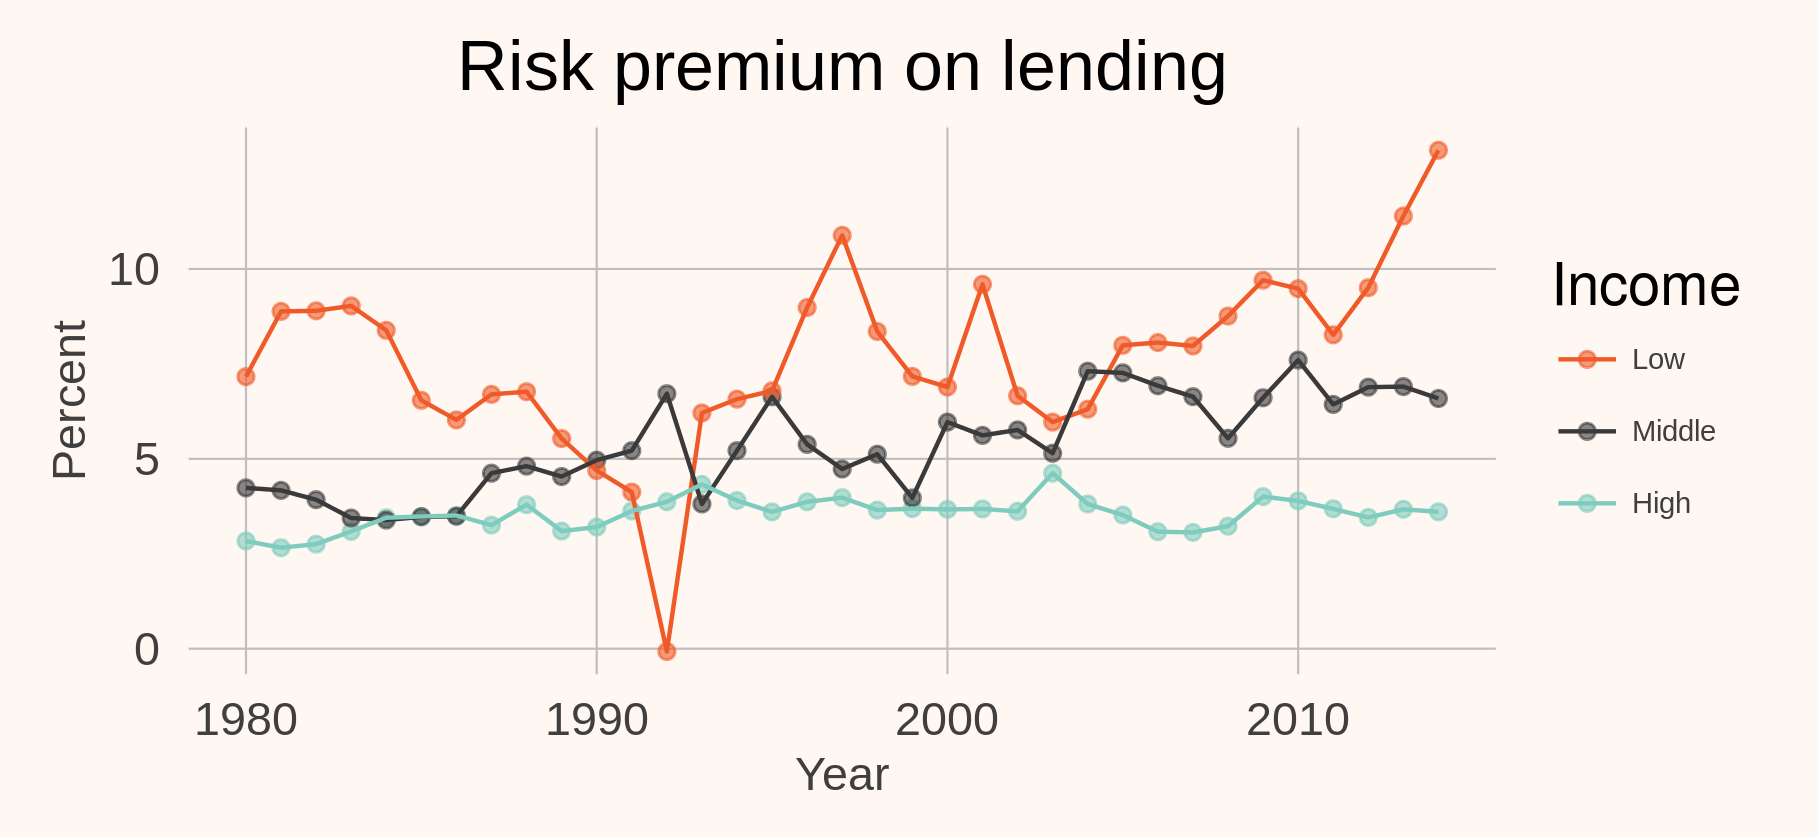 Risk premium on lending
Percent
10
5
0
1980
1990
2000
2010
Year
Income
Low
Middle
High